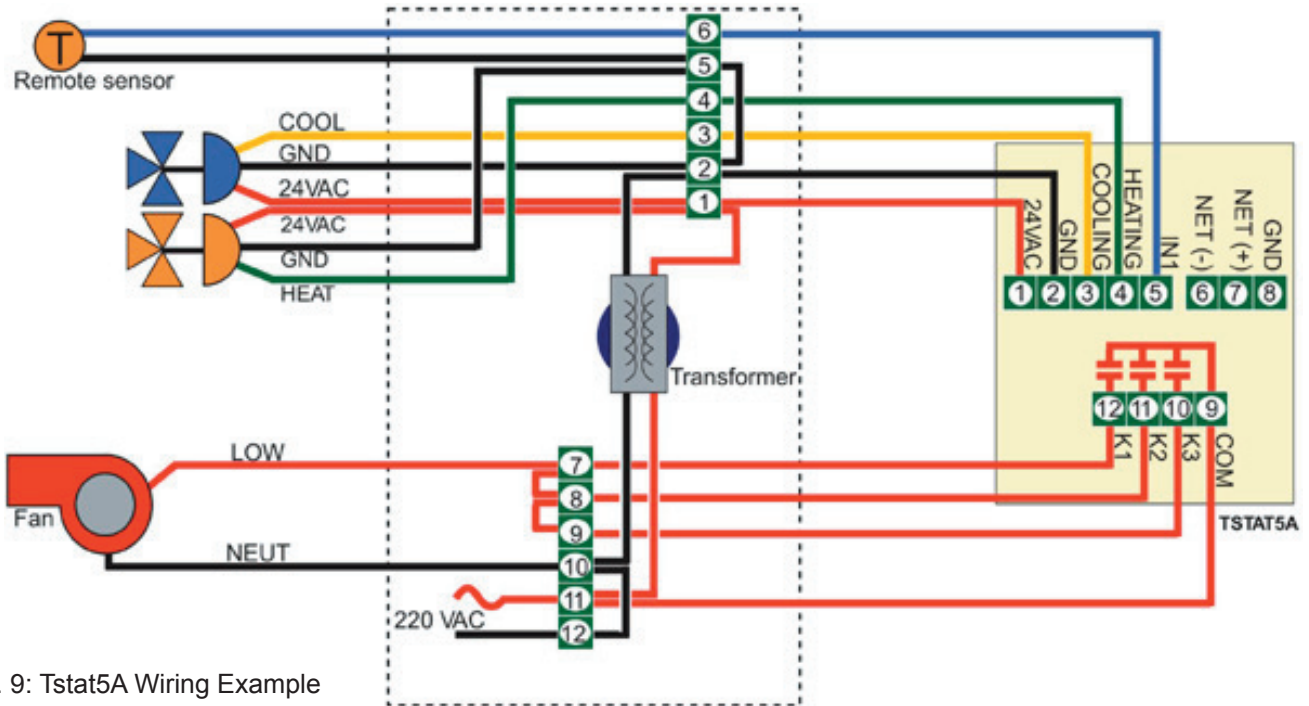 T
Remote sensor
COOL
GND
24VAC
24VAC
GND
HEAT
6
5
4
3
2
1
24VAC
GND
COOLING
HEATING
IN1
NET (-)
NET (+)
GND
1 2 3 4 5 6 7 8
Transformer
12 11 10 9
K1
K2
K3
COM
TSTAT5A
LOW
Fan
NEUT
220 VAC
7
8
9
10
11
12
. 9: Tstat5A Wiring Example